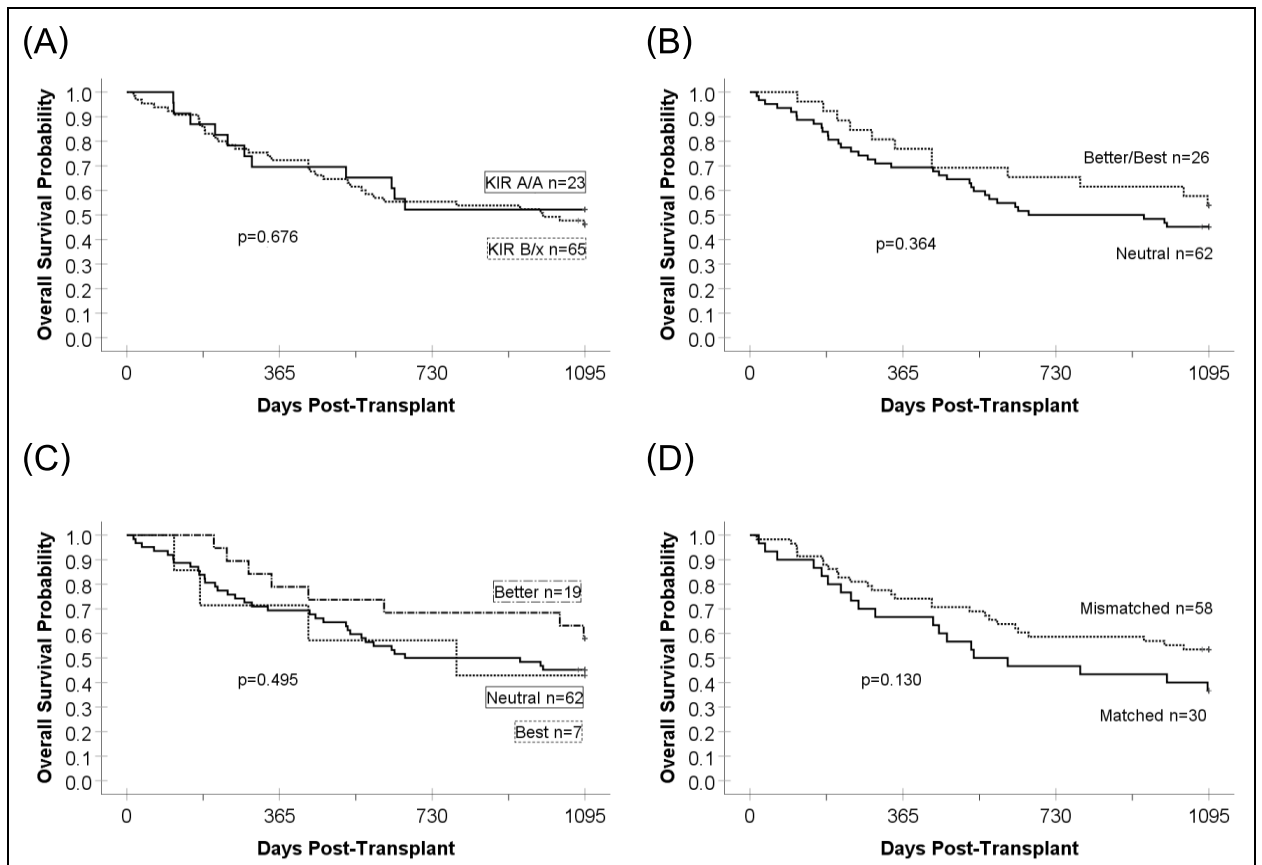 (A)
Overall Survival Probability
1.0
0.9
0.8
0.7
0.6
0.5
0.4
0.3
0.2
0.1
0.0
KIR A/A n=23
KIR B/x n=65
p=0.676
0 365 730 1095
Days Post-Transplant
(B)
Overall Survival Probability
1.0
0.9
0.8
0.7
0.6
0.5
0.4
0.3
0.2
0.1
0.0
Better/Best n=26
p=0.364
Neutral n=62
0 365 730 1095
Days Post-Transplant
(C)
Overall Survival Probability
1.0
0.9
0.8
0.7
0.6
0.5
0.4
0.3
0.2
0.1
0.0
Better n=19
p=0.495
Neutral n=62
Best n=7
0 365 730 1095
Days Post-Transplant
(D)
Overall Survival Probability
1.0
0.9
0.8
0.7
0.6
0.5
0.4
0.3
0.2
0.1
0.0
Mismatched n=58
p=0.130
Matched n=30
0 365 730 1095
Days Post-Transplant